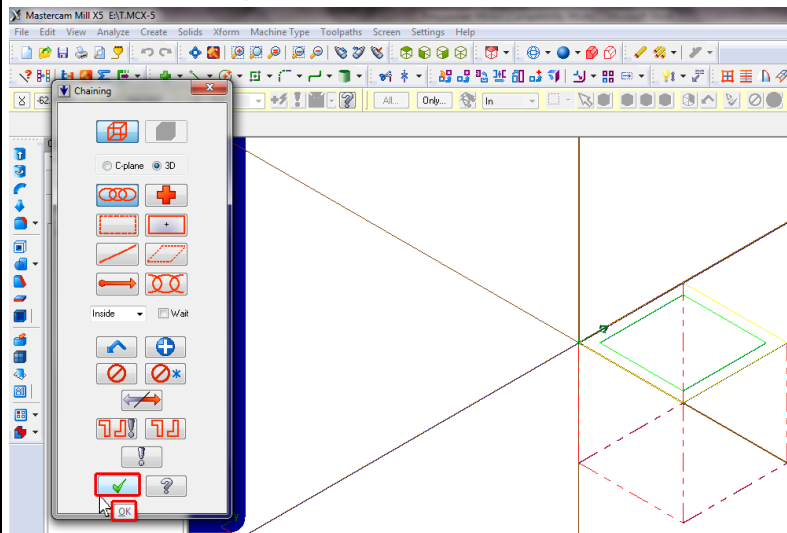 Mastercam Mill X5 E:\T.MCX-5
File Edit View Analyze Create Solids Xform Machine Type Toolpaths Screen Settings Help
-62.
All... Only... In
Chaining
C-plane 3D
Inside Wait
OK